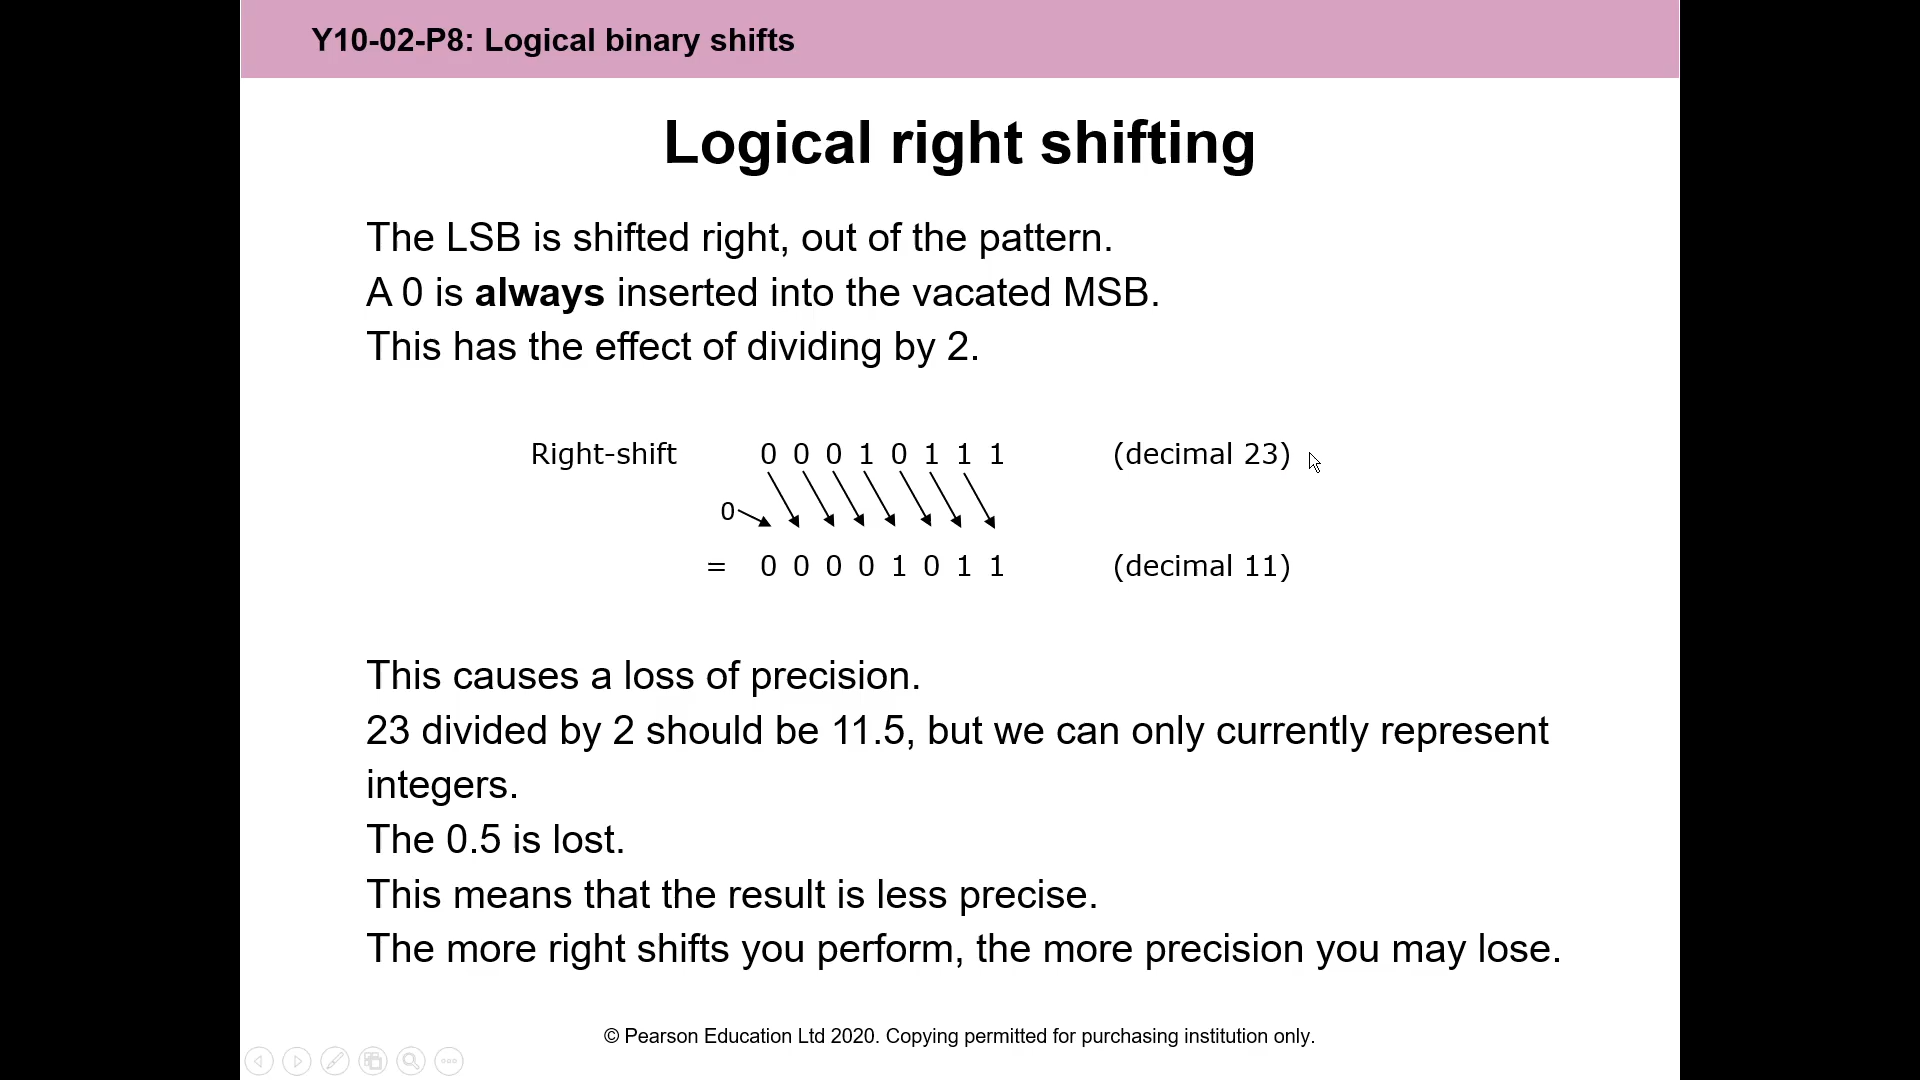 Y10-02-P8: Logical binary shifts
Logical right shifting
The LSB is shifted right, out of the pattern.
A 0 is always inserted into the vacated MSB.
This has the effect of dividing by 2.
Right-shift 0 0 0 1 0 1 1 1 (decimal 23)
0
= 0 0 0 0 1 0 1 1 (decimal 11)
This causes a loss of precision.
23 divided by 2 should be 11.5, but we can only currently represent
integers.
The 0.5 is lost.
This means that the result is less precise.
The more right shifts you perform, the more precision you may lose.
© Pearson Education Ltd 2020. Copying permitted for purchasing institution only.